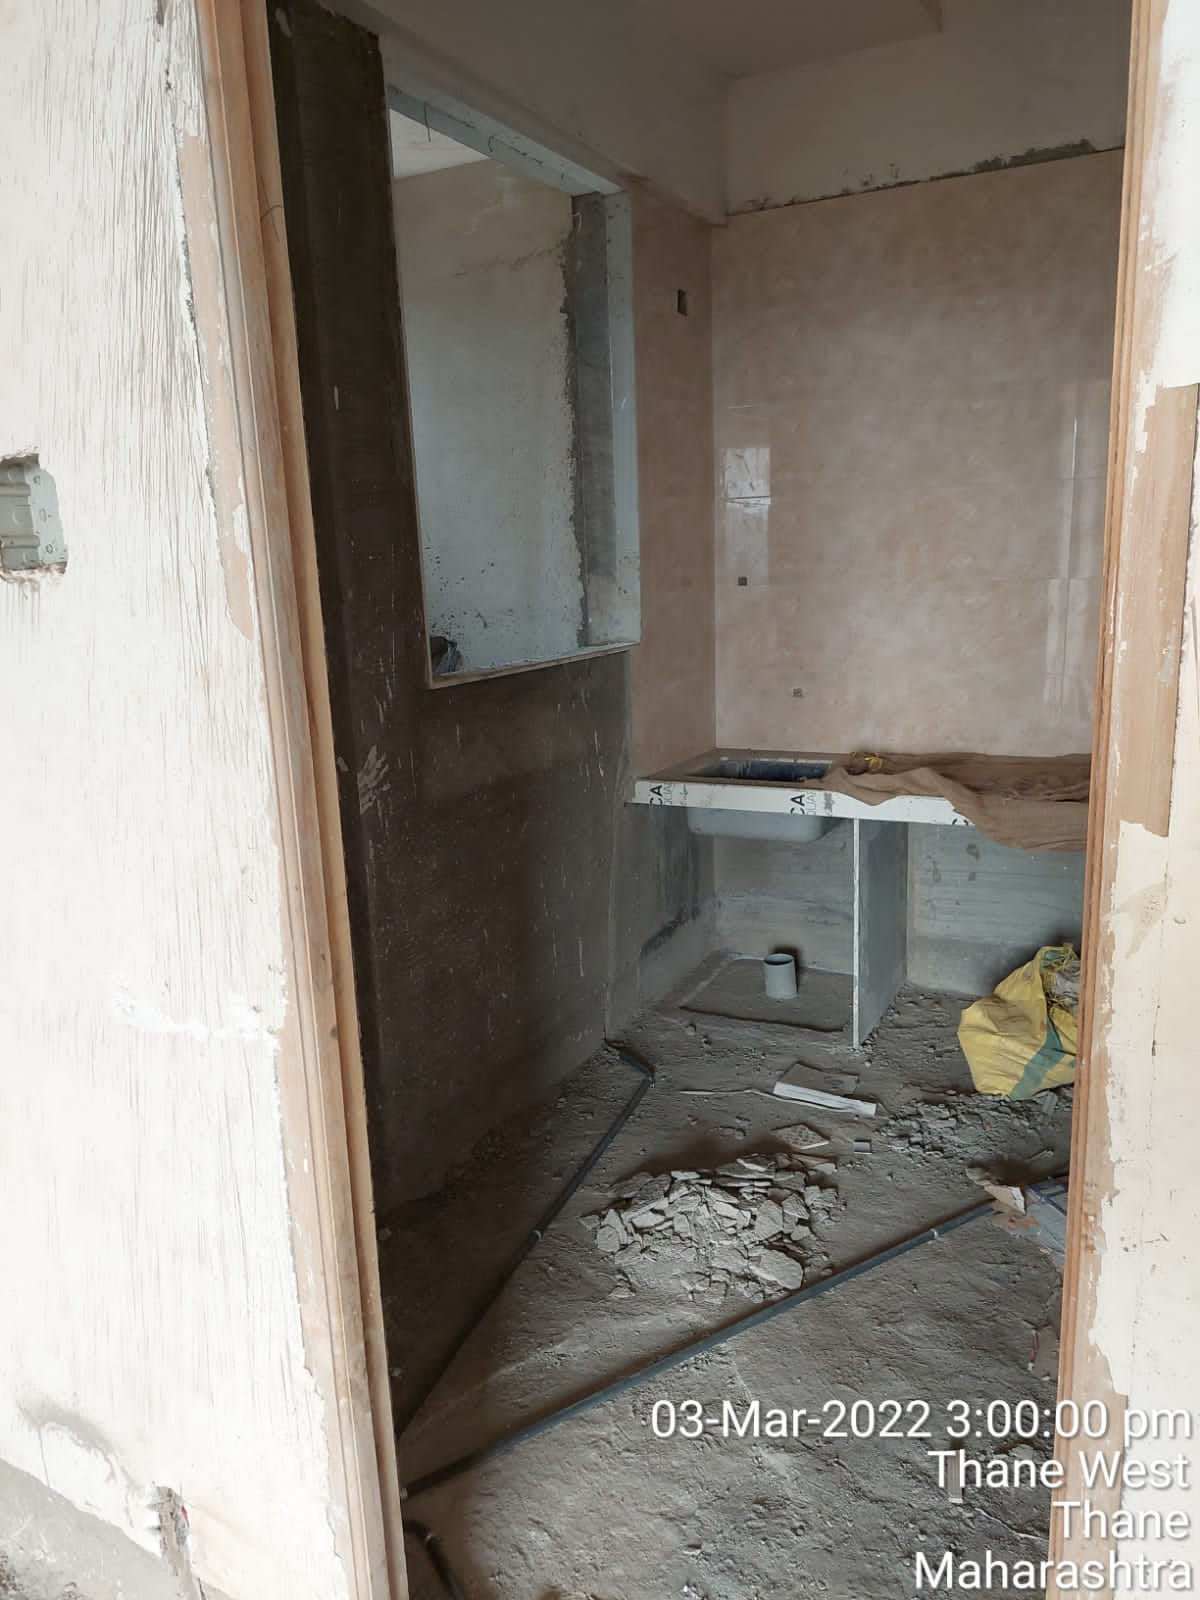 03-Mar-2022 3:00:00 pm
Thane West
Thane
Maharashtra